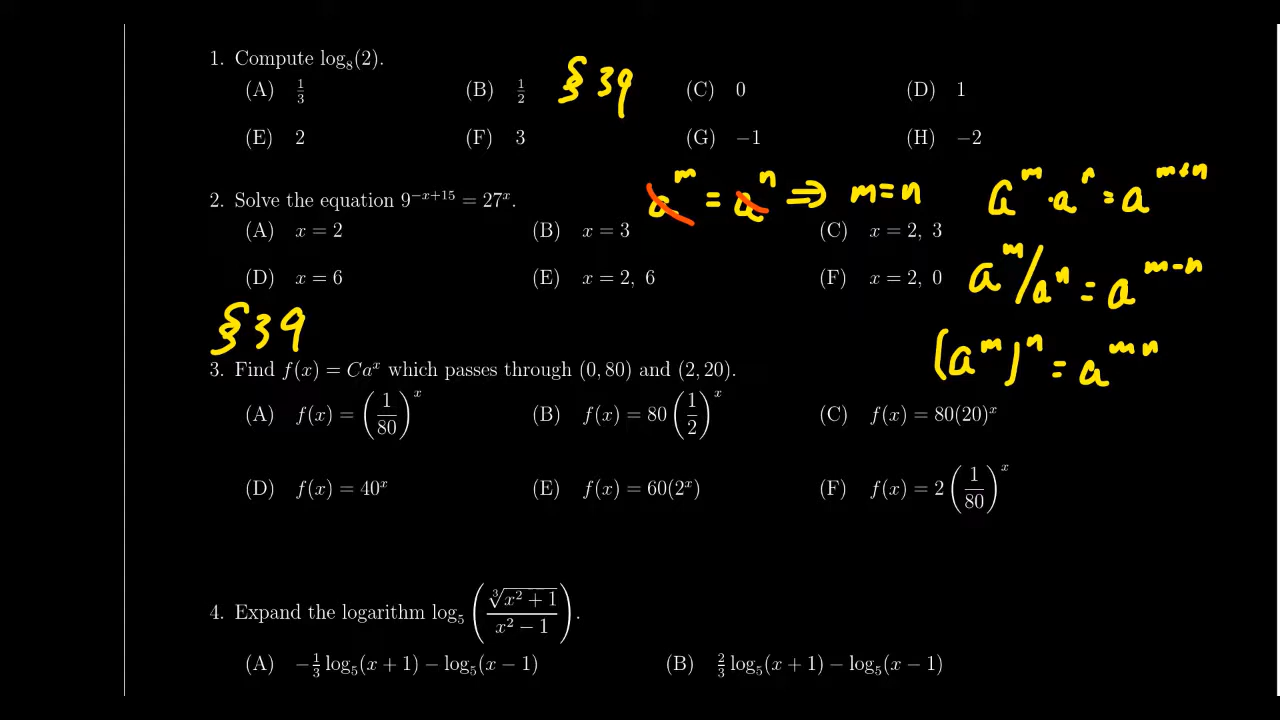 1. Compute log₈(2).
(A) 1/3 (B) 1/2 § 39 (C) 0 (D) 1
(E) 2 (F) 3 (G) −1 (H) −2
2. Solve the equation 9^{−x+15} = 27^x. a^m = a^n ⇒ m = n a^m · a^n = a^{m+n}
(A) x = 2 (B) x = 3 (C) x = 2, 3
(D) x = 6 (E) x = 2, 6 (F) x = 2, 0 a^m / a^n = a^{m-n}
§ 39
3. Find f(x) = Ca^x which passes through (0, 80) and (2, 20). (a^m)^n = a^{mn}
(A) f(x) = (1/80)^x (B) f(x) = 80(1/2)^x (C) f(x) = 80(20)^x
(D) f(x) = 40^x (E) f(x) = 60(2^x) (F) f(x) = 2(1/80)^x
4. Expand the logarithm log₅(∛(x² + 1)/(x² − 1)).
(A) −1/3 log₅(x + 1) − log₅(x − 1) (B) 2/3 log₅(x + 1) − log₅(x − 1)